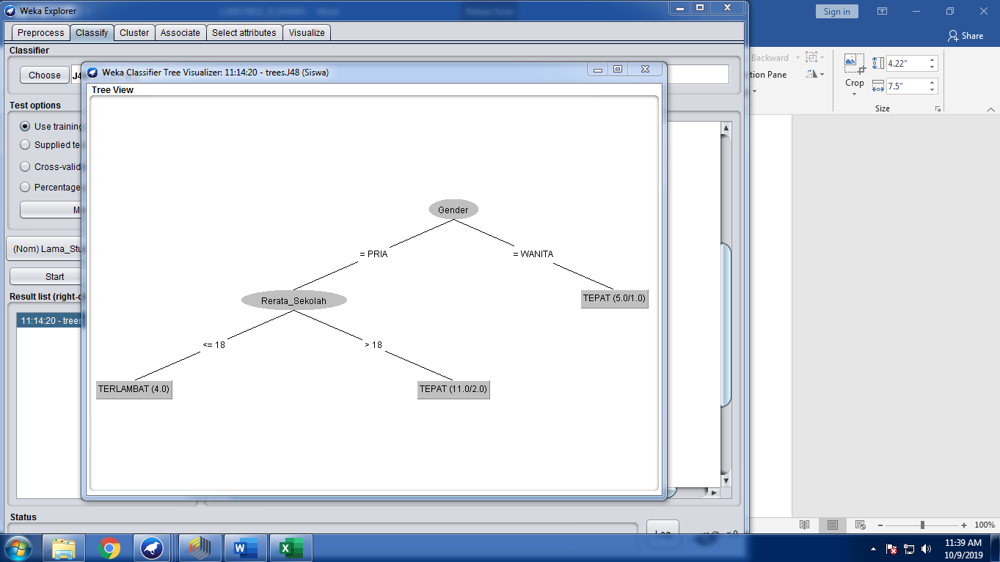 Weka Explorer
Sign in
Preprocess
Classify
Cluster
Associate
Select attributes
Visualize
Share
Classifier
Choose
J4
Weka Classifier Tree Visualizer: 11:14:20 - trees.J48 (Siswa)
Backward
tion Pane
Crop
4.22"
7.5"
Size
Tree View
Test options
Use training
Supplied te
Cross-valid
Percentage
M
(Nom) Lama_Stu
Start
Result list (right-c
11:14:20 - trees
Gender
= PRIA
= WANITA
Rerata_Sekolah
TEPAT (5.0/1.0)
<= 18
> 18
TERLAMBAT (4.0)
TEPAT (11.0/2.0)
Status
Log
x 0
100%
11:39 AM
10/9/2019